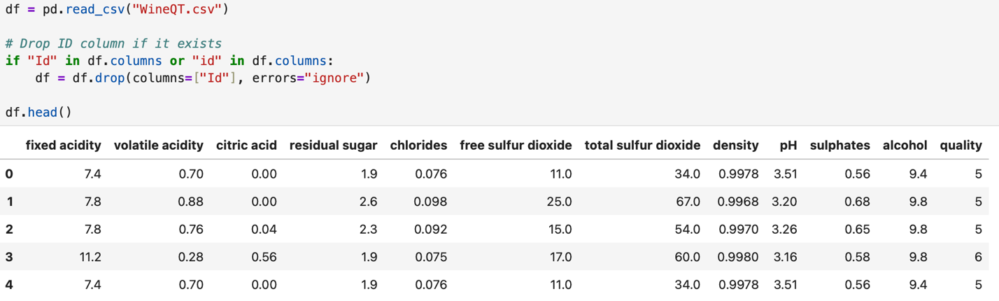 df = pd.read_csv("WineQT.csv")
# Drop ID column if it exists
if "Id" in df.columns or "id" in df.columns:
    df = df.drop(columns=["Id"], errors="ignore")
df.head()
fixed acidity volatile acidity citric acid residual sugar chlorides free sulfur dioxide total sulfur dioxide density pH sulphates alcohol quality
0 7.4 0.70 0.00 1.9 0.076 11.0 34.0 0.9978 3.51 0.56 9.4 5
1 7.8 0.88 0.00 2.6 0.098 25.0 67.0 0.9968 3.20 0.68 9.8 5
2 7.8 0.76 0.04 2.3 0.092 15.0 54.0 0.9970 3.26 0.65 9.8 5
3 11.2 0.28 0.56 1.9 0.075 17.0 60.0 0.9980 3.16 0.58 9.8 6
4 7.4 0.70 0.00 1.9 0.076 11.0 34.0 0.9978 3.51 0.56 9.4 5